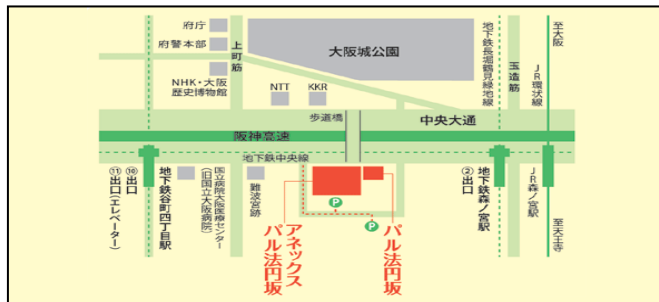 府庁
府警本部
NHK・大阪
歴史博物館
上町筋
大阪城公園
NTT
KKR
歩道橋
中央大通
地下鉄長堀鶴見緑地線
玉造筋
JR環状線
至大阪
阪神高速
地下鉄中央線
⑪出口(エレベーター)
⑩出口
地下鉄谷町四丁目駅
国立病院大阪医療センター
(旧国立大阪病院)
難波宮跡
P
P
アネックス
パル法円坂
パル法円坂
②出口
地下鉄森ノ宮駅
JR森ノ宮駅
至天王寺